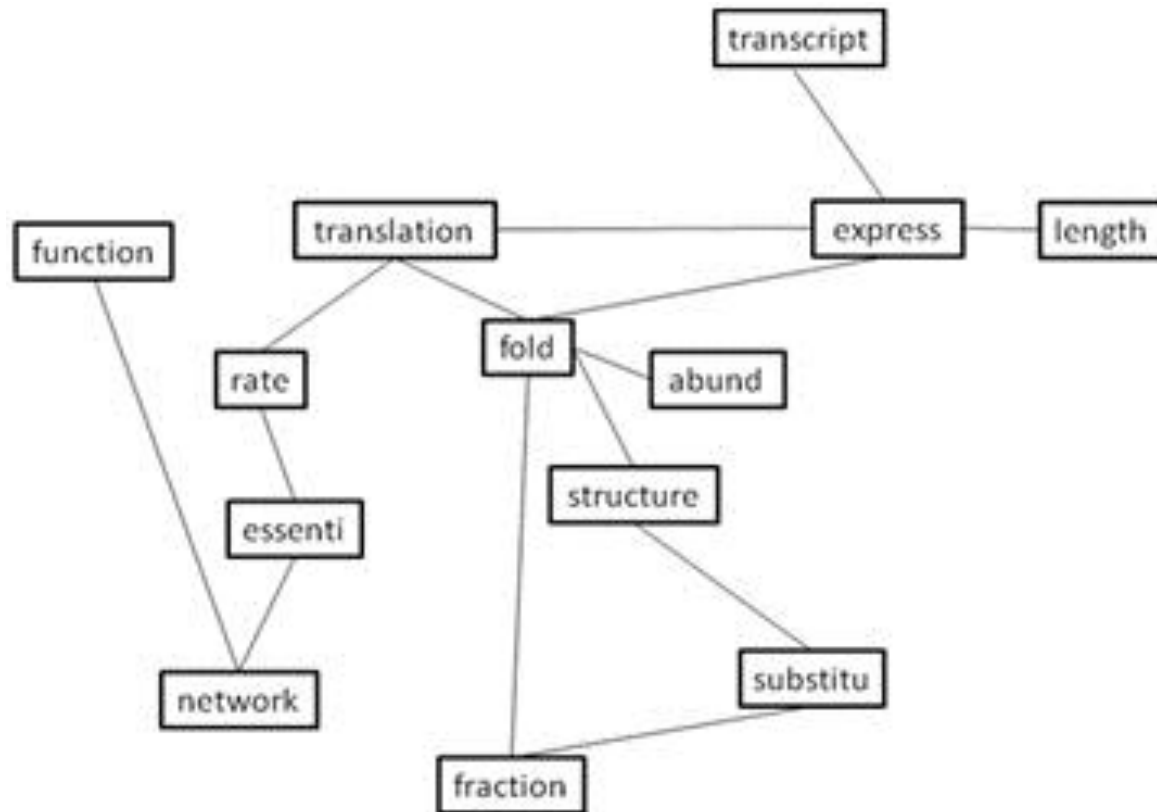 transcript
function
translation
express
length
rate
fold
abund
structure
essenti
network
substitu
fraction